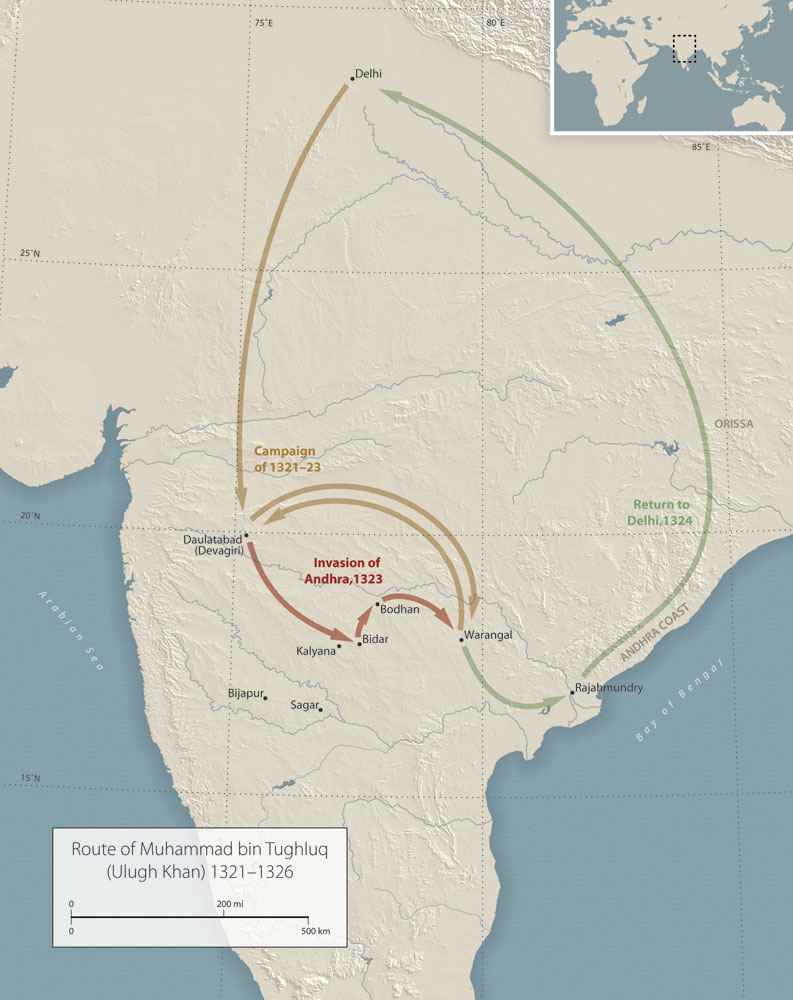 75°E
80°E
Delhi
85°E
25°N
ORISSA
Campaign
of 1321–23
Return to
Delhi,1324
20°N
Daulatabad
(Devagiri)
Invasion of
Andhra,1323
Bodhan
Arabian Sea
Warangal
Bidar
Kalyana
ANDHRA COAST
Rajahmundry
Bay of Bengal
Bijapur
Sagar
15°N
Route of Muhammad bin Tughluq
(Ulugh Khan) 1321–1326
0 200 mi
0 500 km